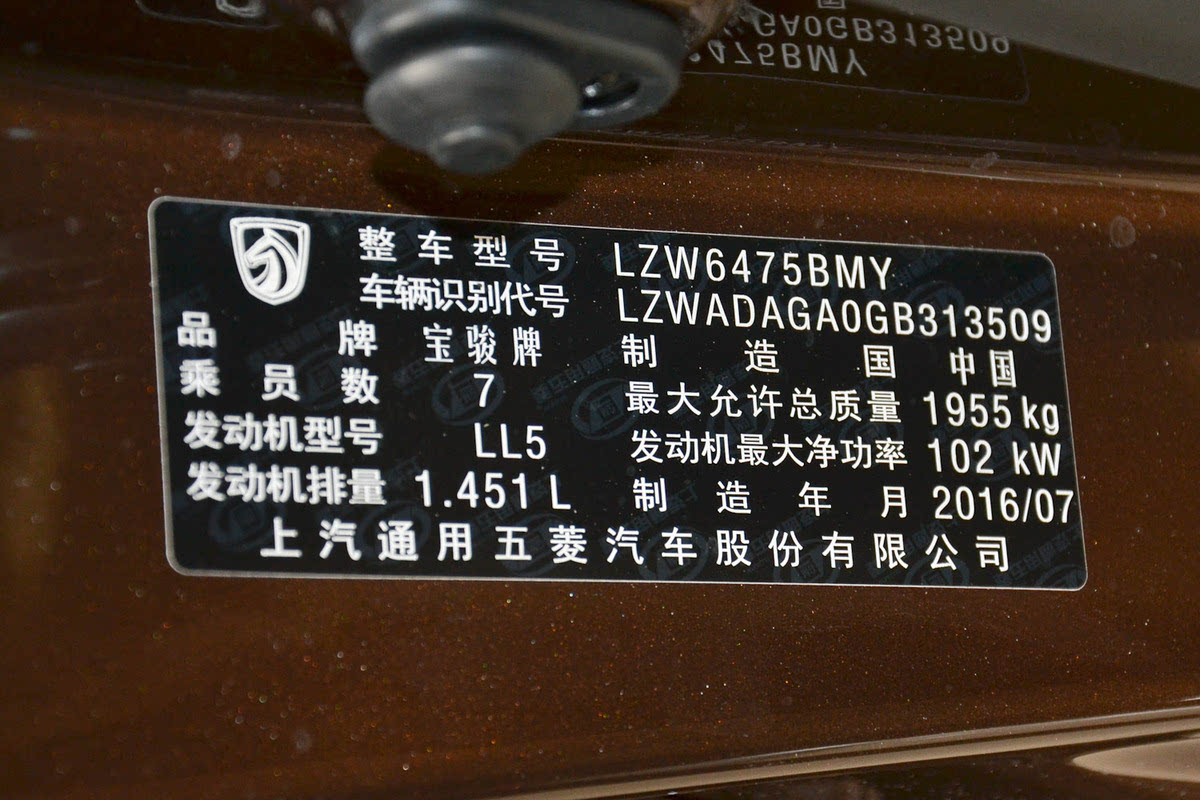 整车型号 LZW6475BMY
车辆识别代号 LZWADAGA0GB313509
品牌 宝骏牌 制造国 中国
乘员数 7 最大允许总质量 1955 kg
发动机型号 LL5 发动机最大净功率 102 kW
发动机排量 1.451 L 制造年月 2016/07
上汽通用五菱汽车股份有限公司